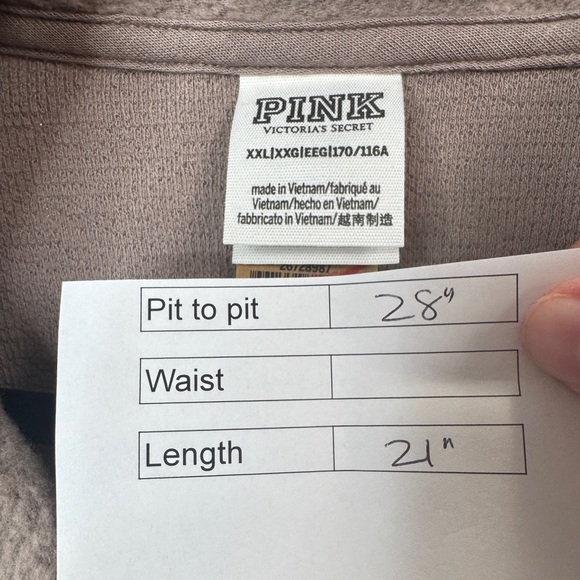 PINK
VICTORIA'S SECRET
XXL|XXG|EEG|170/116A
made in Vietnam/fabriqué au
Vietnam/hecho en Vietnam/
fabbricato in Vietnam/越南制造
26728987
Pit to pit 28"
Waist
Length 21"